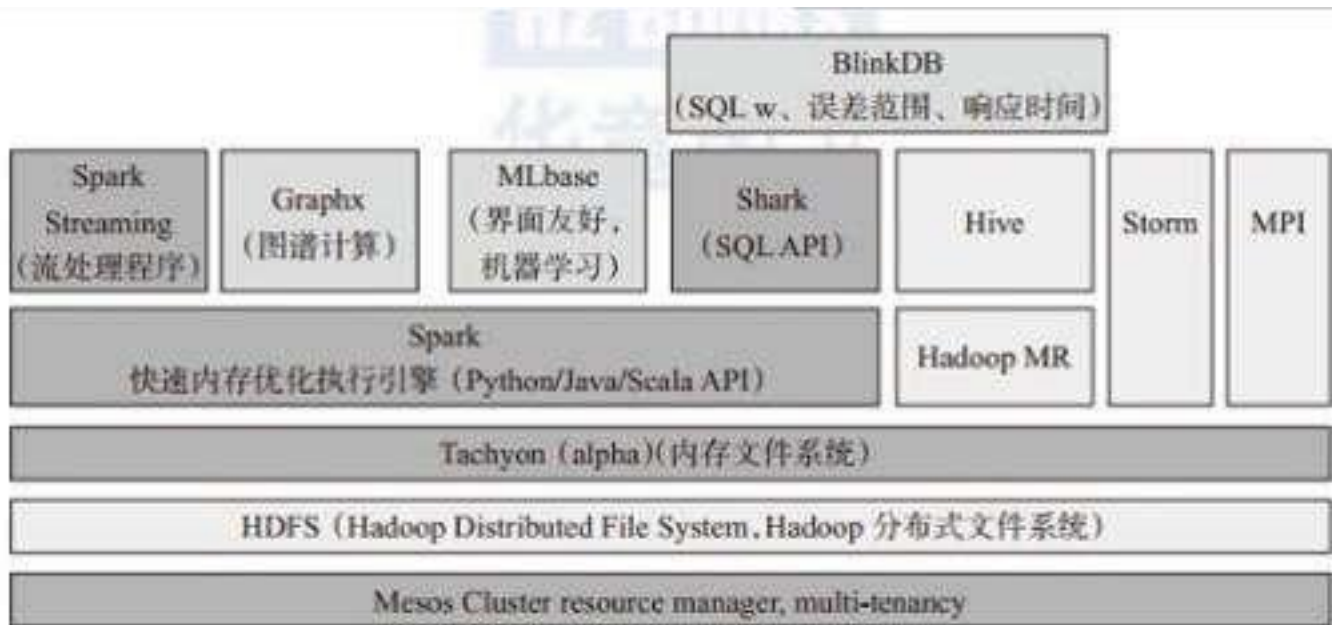 BlinkDB
（SQL w、误差范围、响应时间）
Spark
Streaming
（流处理程序）
Graphx
（图谱计算）
MLbase
（界面友好，
机器学习）
Shark
（SQL API）
Hive
Storm
MPI
Spark
快速内存优化执行引擎（Python/Java/Scala API）
Hadoop MR
Tachyon（alpha）（内存文件系统）
HDFS（Hadoop Distributed File System，Hadoop 分布式文件系统）
Mesos Cluster resource manager, multi-tenancy